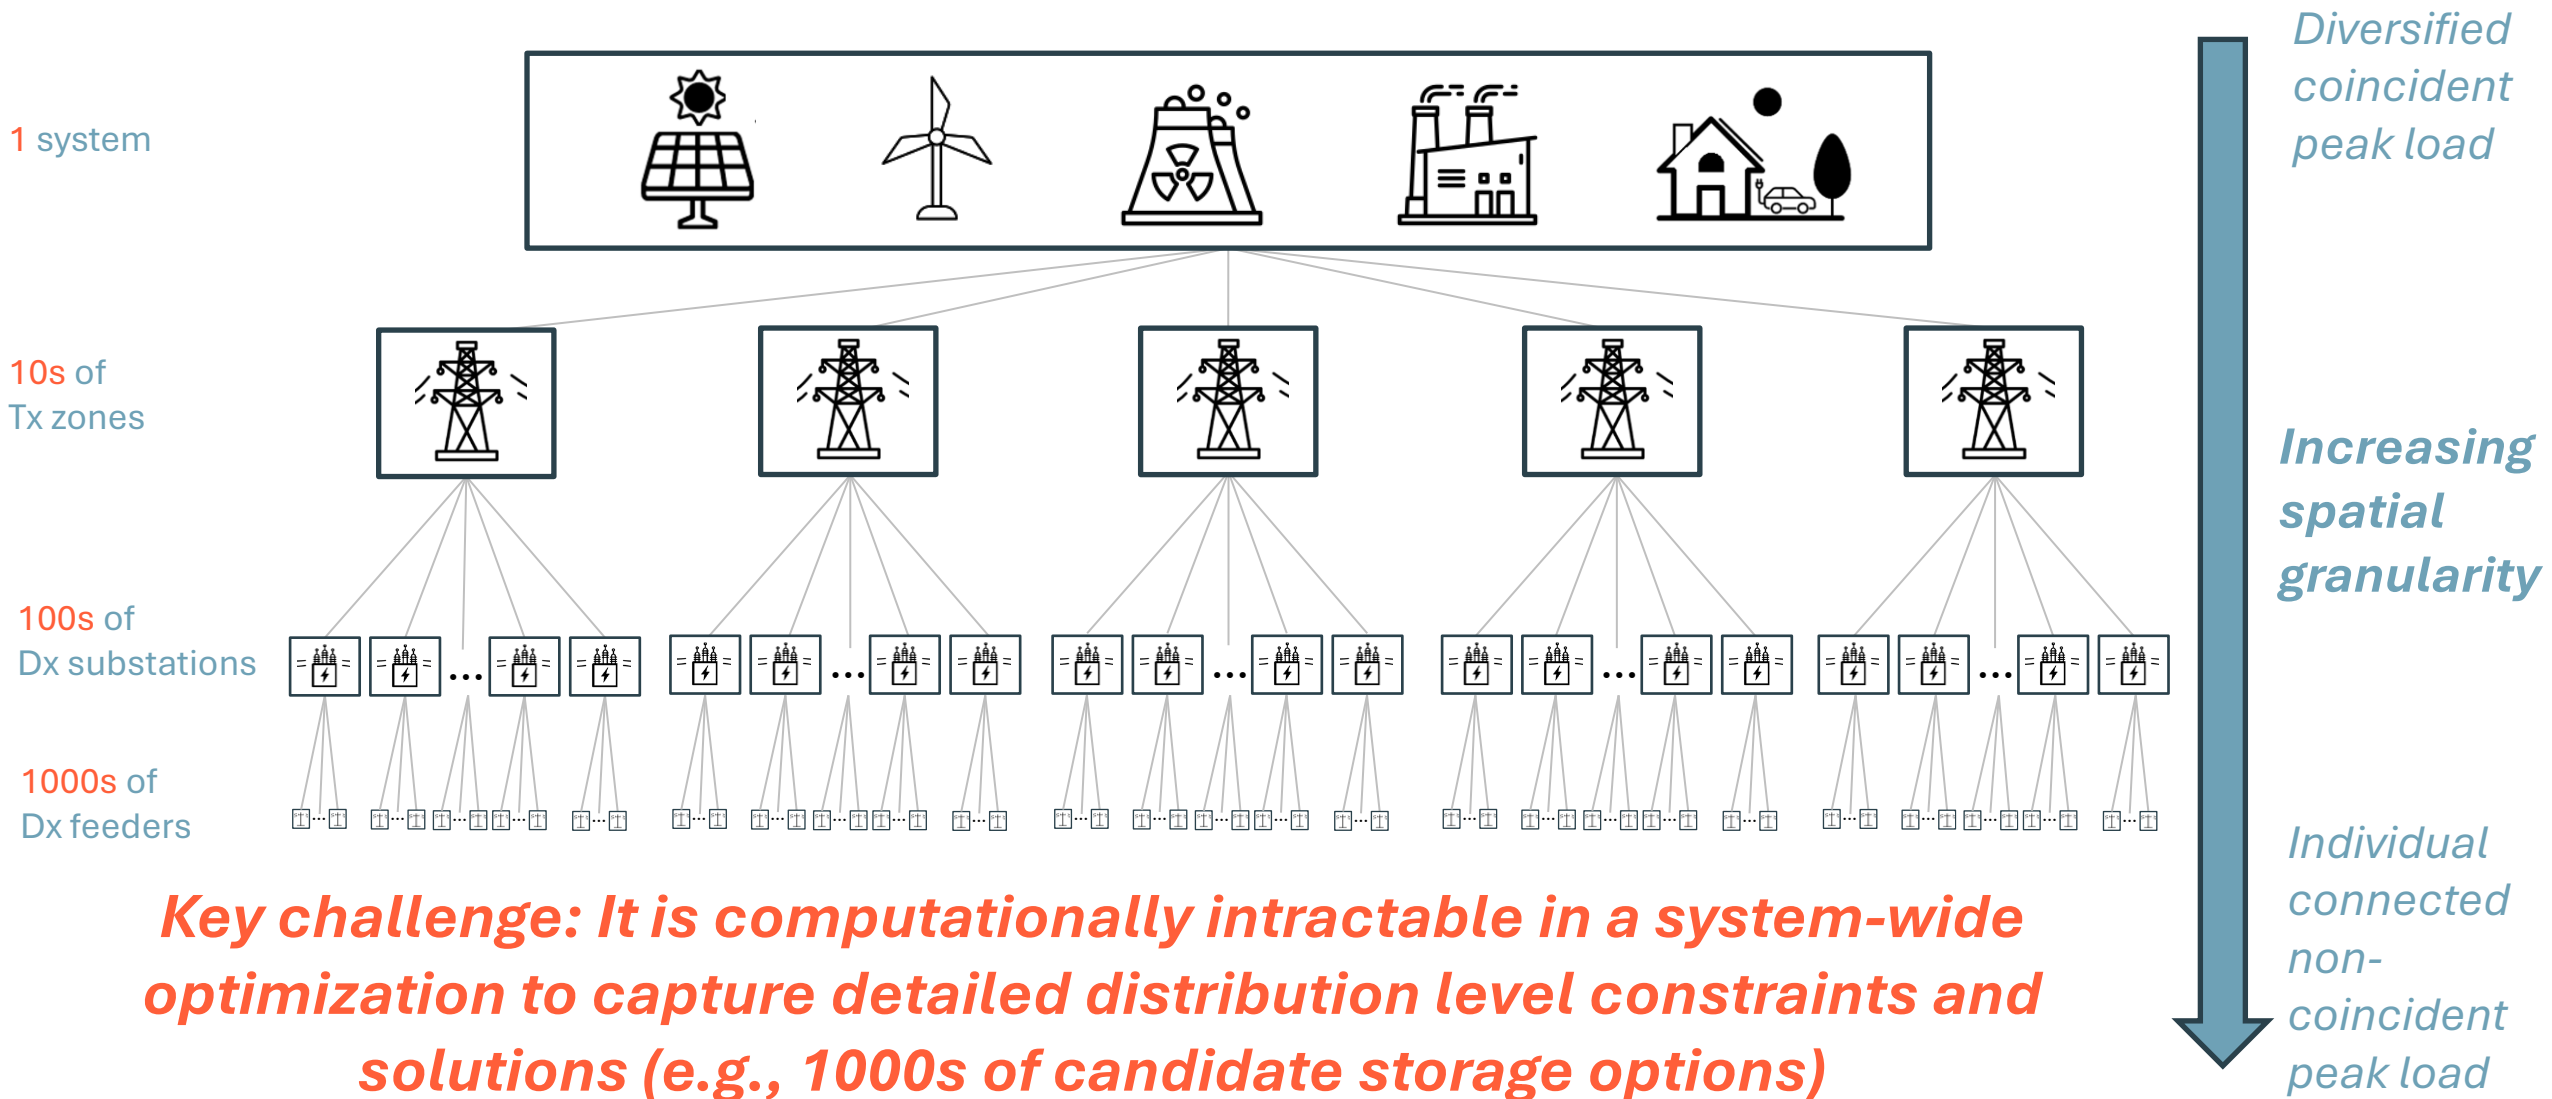 Diversified
coincident
peak load
1 system
10s of
Tx zones
Increasing
spatial
granularity
100s of
Dx substations
...
...
...
...
...
1000s of
Dx feeders
Individual
connected
non-
coincident
peak load
Key challenge: It is computationally intractable in a system-wide
optimization to capture detailed distribution level constraints and
solutions (e.g., 1000s of candidate storage options)